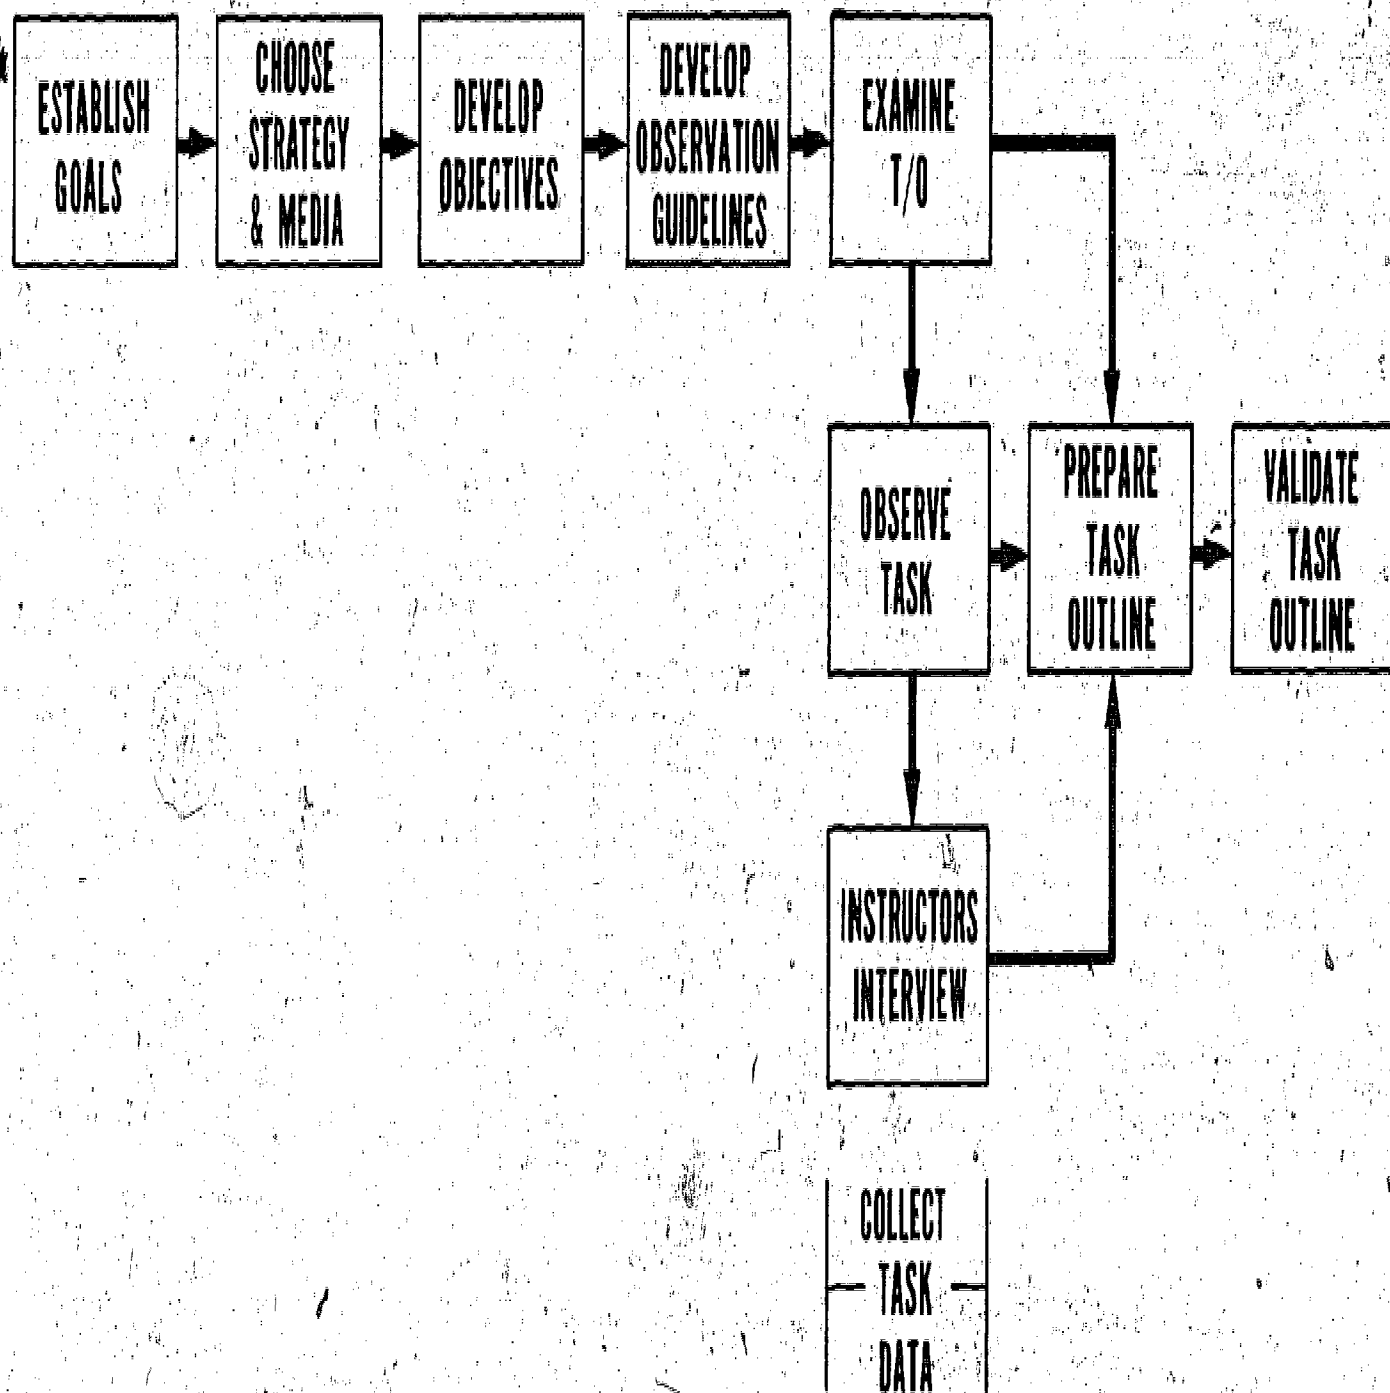 ESTABLISH
GOALS
CHOOSE
STRATEGY
& MEDIA
DEVELOP
OBJECTIVES
DEVELOP
OBSERVATION
GUIDELINES
EXAMINE
T/O
OBSERVE
TASK
PREPARE
TASK
OUTLINE
VALIDATE
TASK
OUTLINE
INSTRUCTORS
INTERVIEW
COLLECT
TASK
DATA